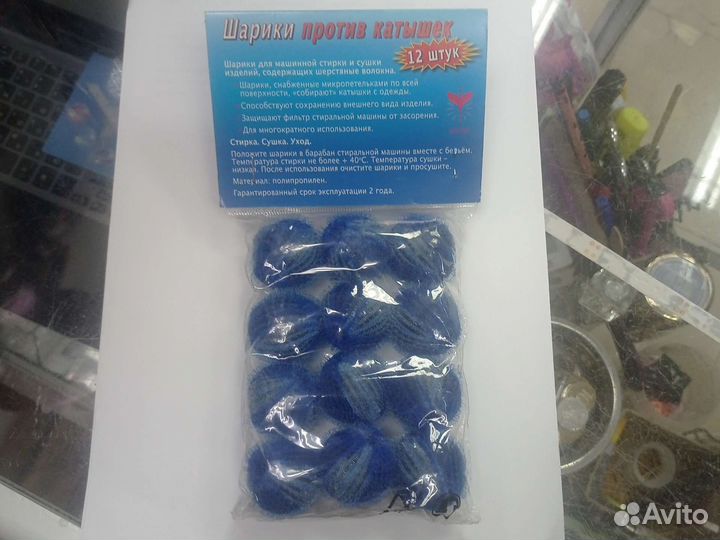 Шарики против катышек
12 штук
Шарики для машинной стирки и сушки
изделий, содержащих шерстяные волокна.
Шарики, снабженные микропетельками по всей
поверхности, «собирают» катышки с одежды.
Способствуют сохранению внешнего вида изделия.
Защищают фильтр стиральной машины от засорения.
Для многократного использования.
Стирка. Сушка. Уход.
Положите шарики в барабан стиральной машины вместе с бельём.
Температура стирки не более + 40°С. Температура сушки -
низкая. После использования очистите шарики и просушите.
Материал: полипропилен.
Гарантированный срок эксплуатации 2 года.
Avito